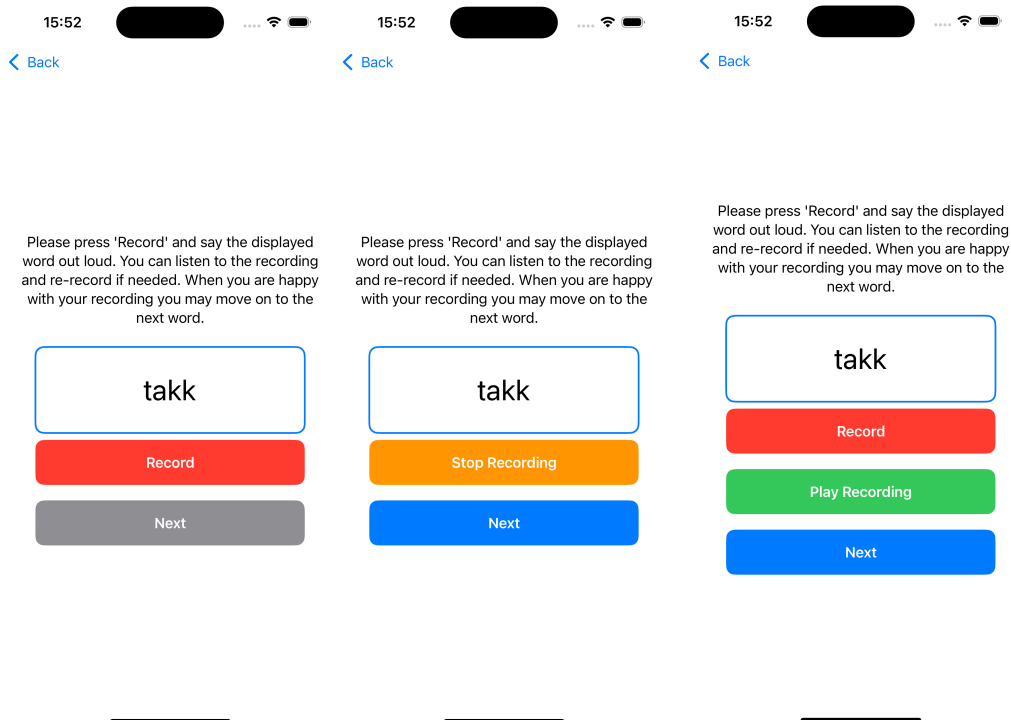 15:52
Back
Please press 'Record' and say the displayed
word out loud. You can listen to the recording
and re-record if needed. When you are happy
with your recording you may move on to the
next word.
takk
Record
Next
15:52
Back
Please press 'Record' and say the displayed
word out loud. You can listen to the recording
and re-record if needed. When you are happy
with your recording you may move on to the
next word.
takk
Stop Recording
Next
15:52
Back
Please press 'Record' and say the displayed
word out loud. You can listen to the recording
and re-record if needed. When you are happy
with your recording you may move on to the
next word.
takk
Record
Play Recording
Next